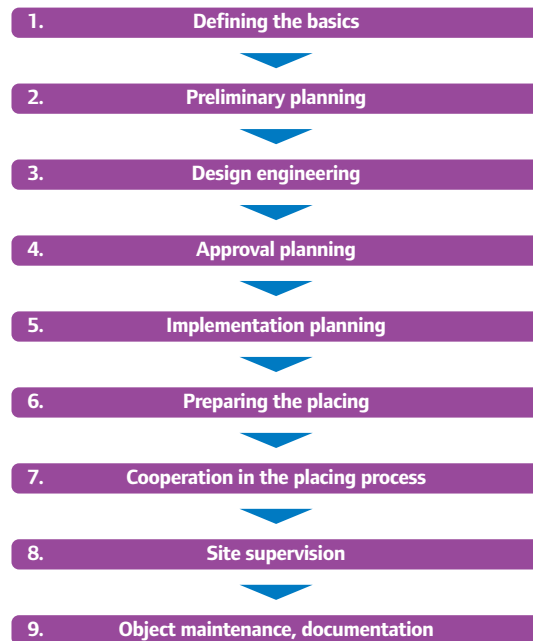 1. Defining the basics
2. Preliminary planning
3. Design engineering
4. Approval planning
5. Implementation planning
6. Preparing the placing
7. Cooperation in the placing process
8. Site supervision
9. Object maintenance, documentation